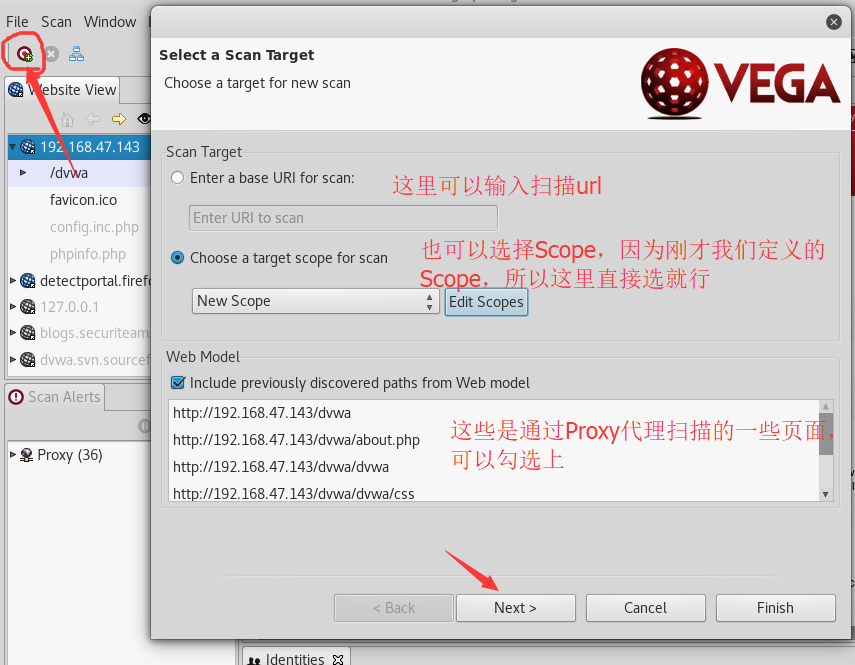 File Scan Window
Website View
192.168.47.143
/dvwa
favicon.ico
config.inc.php
phpinfo.php
detectportal.firefo
127.0.0.1
blogs.securiteam.
dvwa.svn.sourcef
Scan Alerts
Proxy (36)
Select a Scan Target
Choose a target for new scan
VEGA
Scan Target
Enter a base URI for scan:
这里可以输入扫描url
Enter URI to scan
Choose a target scope for scan
也可以选择Scope，因为刚才我们定义的
Scope，所以这里直接选就行
New Scope
Edit Scopes
Web Model
Include previously discovered paths from Web model
http://192.168.47.143/dvwa
http://192.168.47.143/dvwa/about.php
http://192.168.47.143/dvwa/dvwa
http://192.168.47.143/dvwa/dvwa/css
这些是通过Proxy代理扫描的一些页面，
可以勾选上
< Back
Next >
Cancel
Finish
Identities